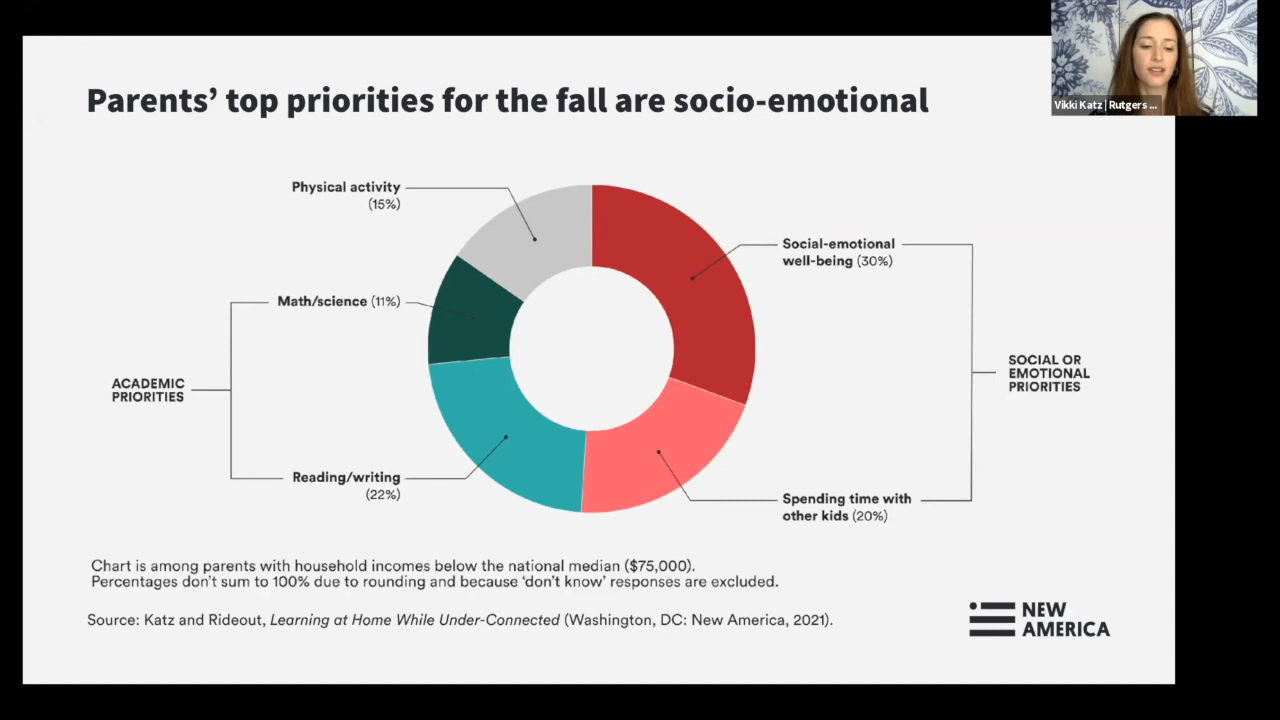 Parents’ top priorities for the fall are socio-emotional
Vikki Katz | Rutgers ...
Physical activity
(15%)
Social-emotional
well-being (30%)
Math/science (11%)
ACADEMIC
PRIORITIES
SOCIAL OR
EMOTIONAL
PRIORITIES
Reading/writing
(22%)
Spending time with
other kids (20%)
Chart is among parents with household incomes below the national median ($75,000).
Percentages don’t sum to 100% due to rounding and because ‘don’t know’ responses are excluded.
Source: Katz and Rideout, Learning at Home While Under-Connected (Washington, DC: New America, 2021).
NEW
AMERICA